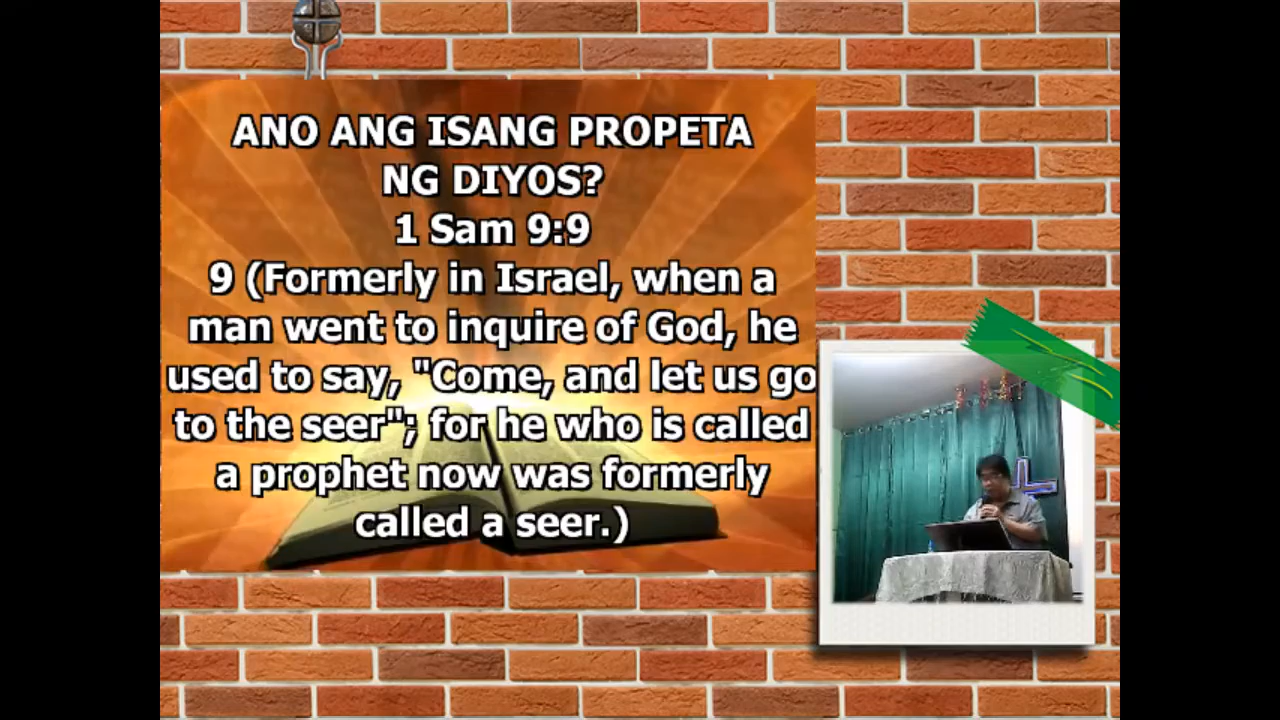 ANO ANG ISANG PROPETA
NG DIYOS?
1 Sam 9:9
9 (Formerly in Israel, when a
man went to inquire of God, he
used to say, "Come, and let us go
to the seer"; for he who is called
a prophet now was formerly
called a seer.)